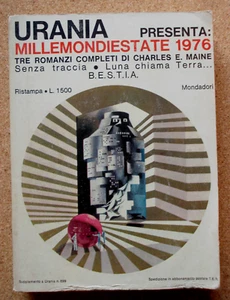 URANIA
PRESENTA:
MILLEMONDIESTATE 1976
TRE ROMANZI COMPLETI DI CHARLES E. MAINE
Senza traccia • Luna chiama Terra...
B.E.S.T.I.A.
Ristampa • L. 1500
Mondadori